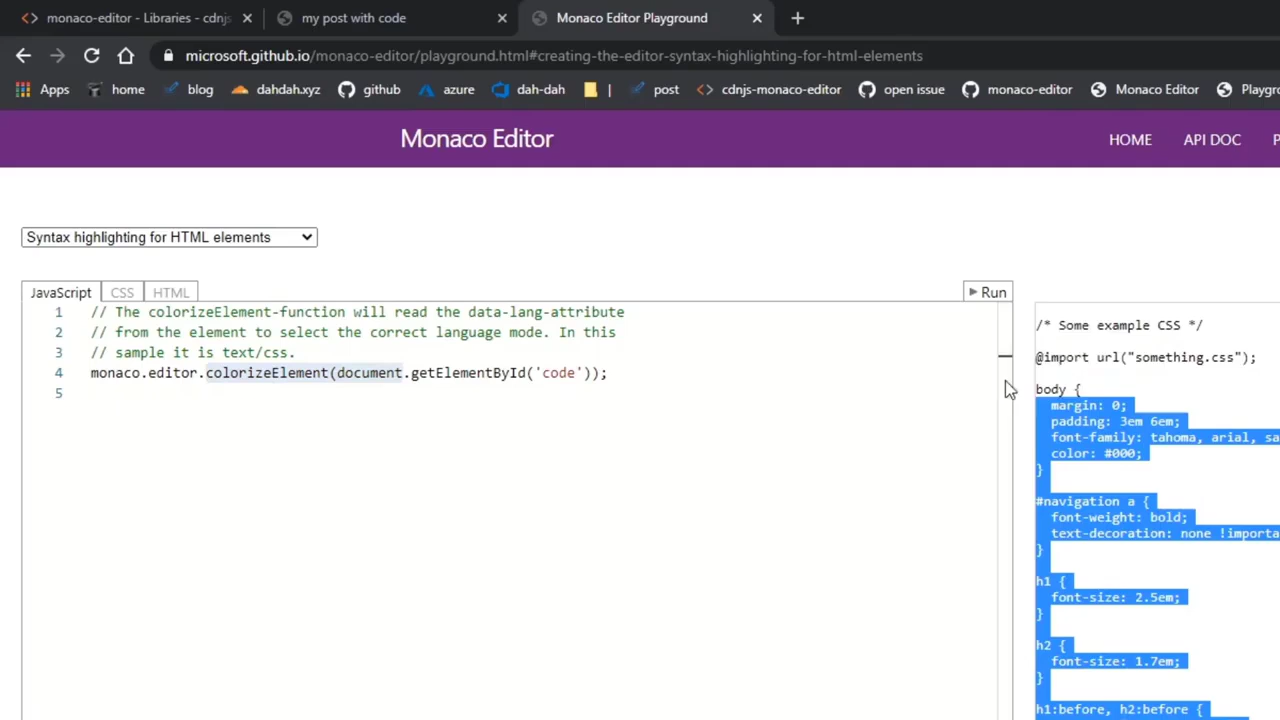 monaco-editor - Libraries - cdnjs
my post with code
Monaco Editor Playground
microsoft.github.io/monaco-editor/playground.html#creating-the-editor-syntax-highlighting-for-html-elements
Apps home blog dahdah.xyz github azure dah-dah | post cdnjs-monaco-editor open issue monaco-editor Monaco Editor Playgr
Monaco Editor
HOME API DOC P
Syntax highlighting for HTML elements
JavaScript CSS HTML
Run
1 // The colorizeElement-function will read the data-lang-attribute
2 // from the element to select the correct language mode. In this
3 // sample it is text/css.
4 monaco.editor.colorizeElement(document.getElementById('code'));
5
/* Some example CSS */
@import url("something.css");
body {
margin: 0;
padding: 3em 6em;
font-family: tahoma, arial, sa
color: #000;
}
#navigation a {
font-weight: bold;
text-decoration: none !importa
}
h1 {
font-size: 2.5em;
}
h2 {
font-size: 1.7em;
}
h1:before, h2:before {